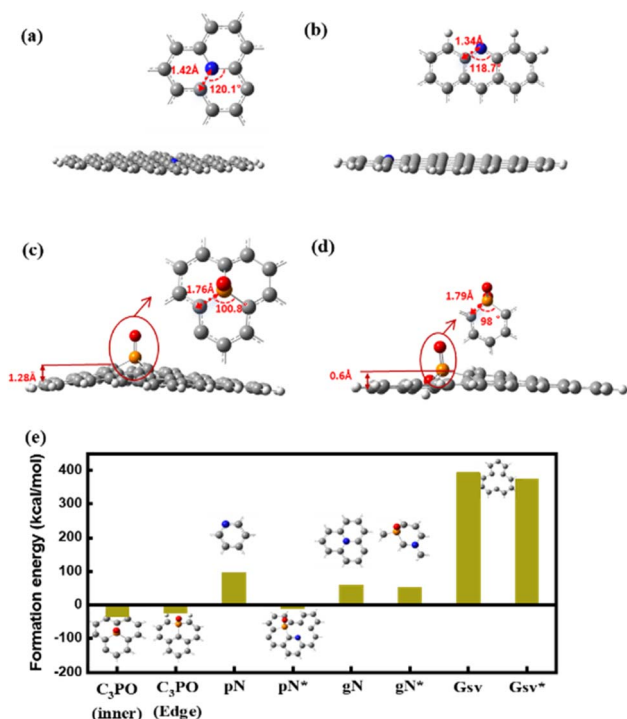 (a)
1.42Å
120.1°
(b)
1.34Å
118.7°
(c)
1.76Å
100.8°
1.28Å
(d)
1.79Å
98°
0.6Å
(e)
Formation energy (kcal/mol)
400
300
200
100
0
-100
-200
C₃PO
(inner)
C₃PO
(Edge)
pN
pN*
gN
gN*
Gsv
Gsv*